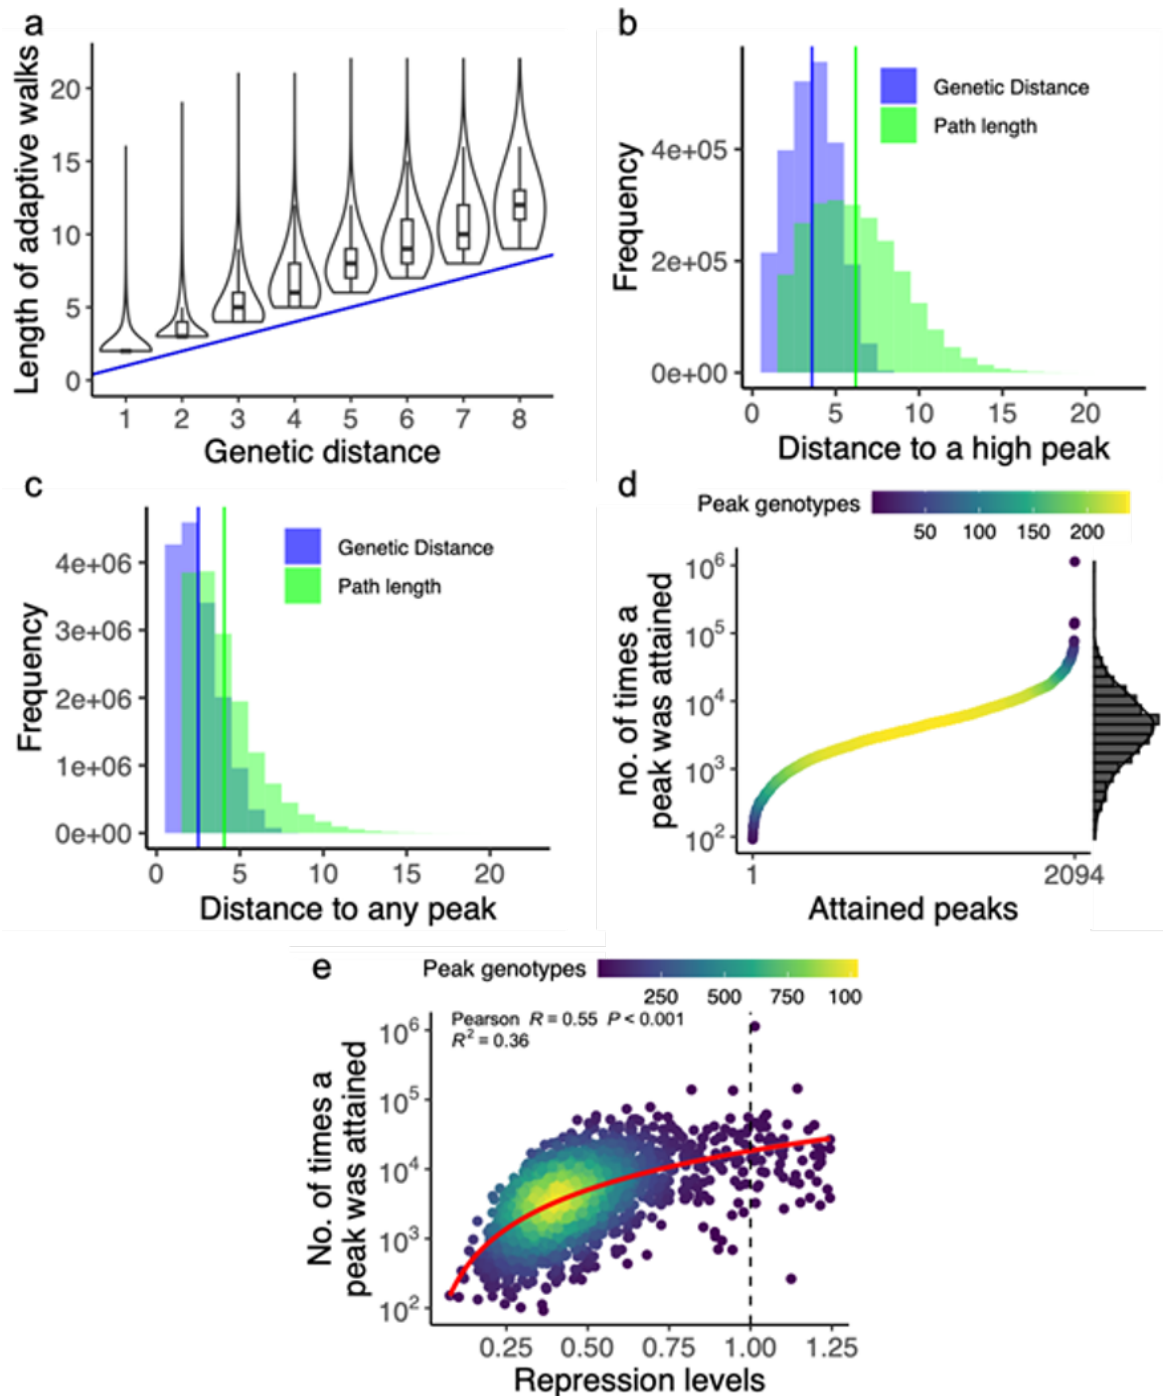 a
Length of adaptive walks
20
15
10
5
0
1 2 3 4 5 6 7 8
Genetic distance
b
Genetic Distance
Path length
Frequency
4e+05
2e+05
0e+00
0 5 10 15 20
Distance to a high peak
c
Genetic Distance
Path length
Frequency
4e+06
3e+06
2e+06
1e+06
0e+00
0 5 10 15 20
Distance to any peak
d
Peak genotypes
50 100 150 200
no. of times a
peak was attained
10⁶
10⁵
10⁴
10³
10²
1 2094
Attained peaks
e
Peak genotypes
250 500 750 100
Pearson R = 0.55 P < 0.001
R² = 0.36
No. of times a
peak was attained
10⁶
10⁵
10⁴
10³
10²
0.25 0.50 0.75 1.00 1.25
Repression levels